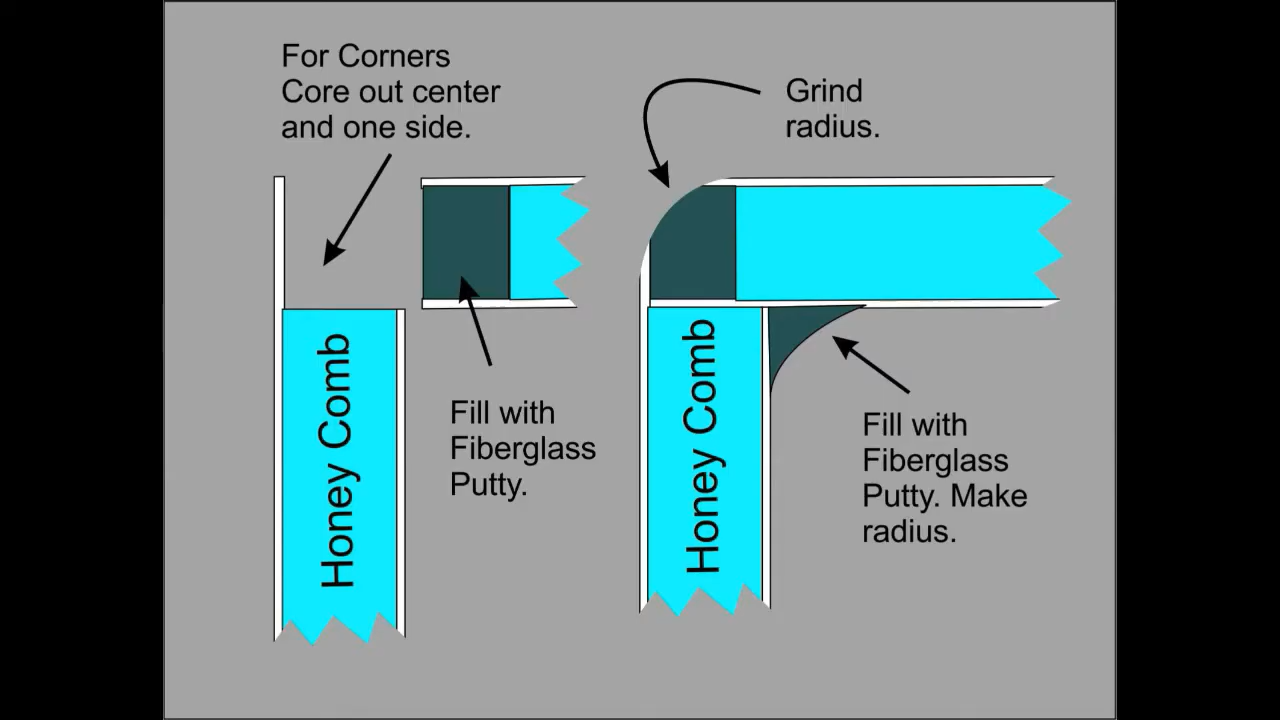 For Corners
Core out center
and one side.
Grind
radius.
Fill with
Fiberglass
Putty.
Honey Comb
Honey Comb
Fill with
Fiberglass
Putty. Make
radius.